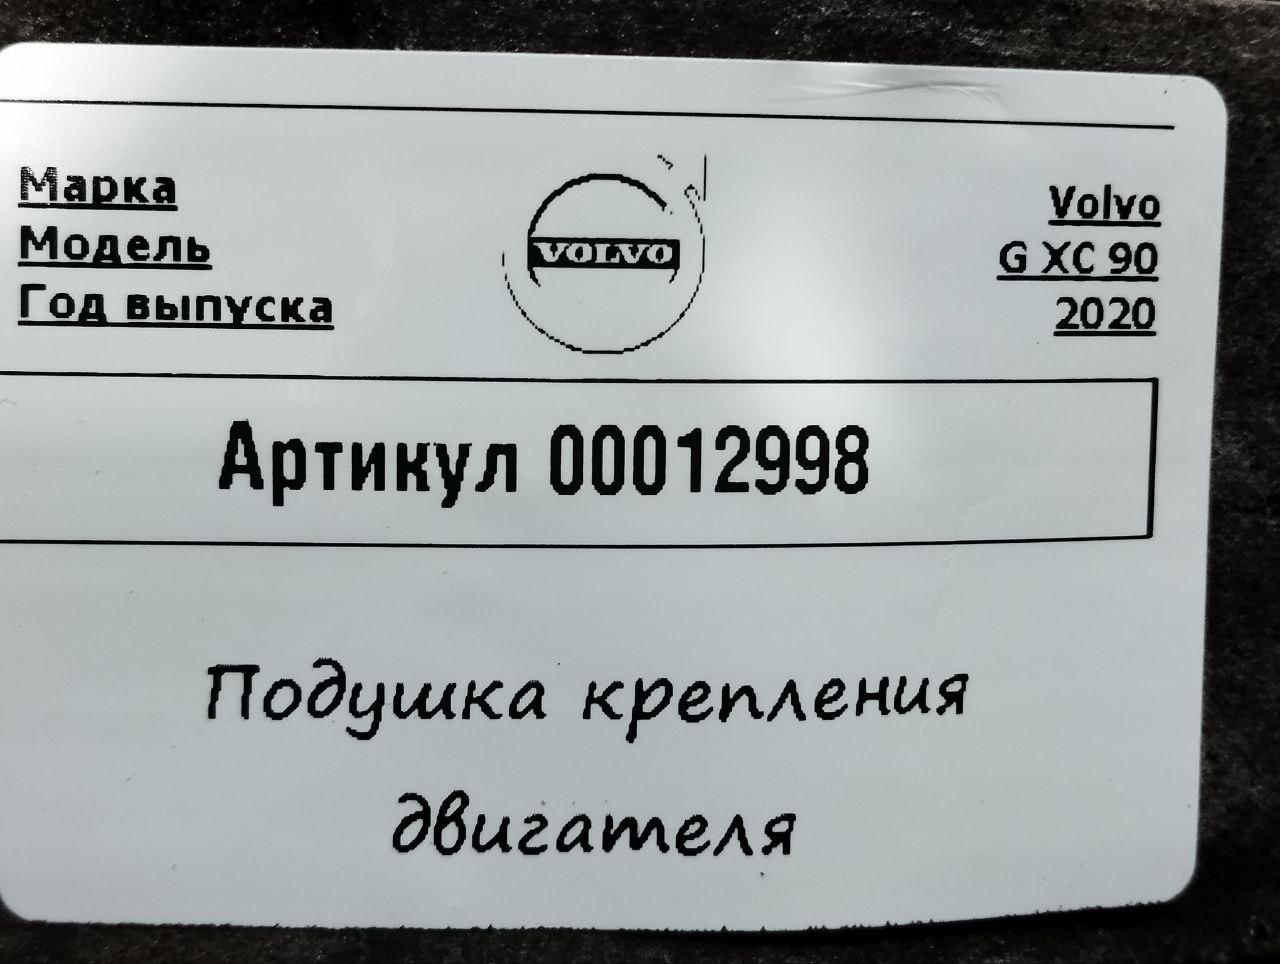 Марка
Модель
Год выпуска
VOLVO
Volvo
G XC 90
2020
Артикул 00012998
Подушка крепления
двигателя